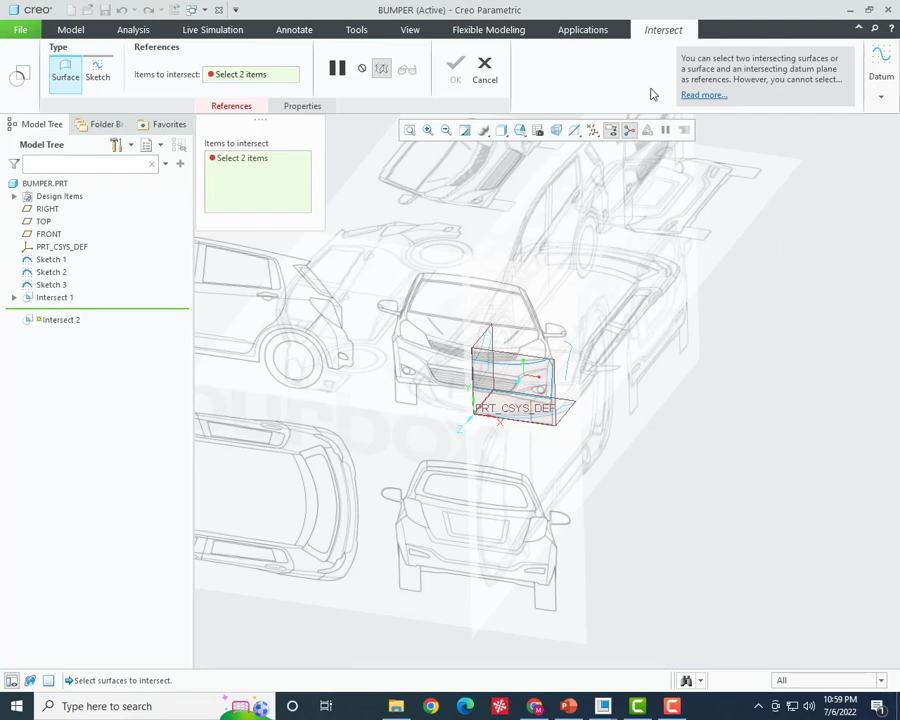 creo
BUMPER (Active) - Creo Parametric
File Model Analysis Live Simulation Annotate Tools View Flexible Modeling Applications Intersect
Type References
Items to intersect: Select 2 items
Surface Sketch
OK Cancel
You can select two intersecting surfaces or
a surface and an intersecting datum plane
as references. However, you cannot select...
Read more...
Datum
References Properties
Model Tree Folder B Favorites
Model Tree
Items to intersect
Select 2 items
BUMPER.PRT
Design Items
RIGHT
TOP
FRONT
PRT_CSYS_DEF
Sketch 1
Sketch 2
Sketch 3
Intersect 1
Intersect 2
Y
PRT_CSYS_DEF
X
Z
Select surfaces to intersect.
All
Type here to search
10:59 PM
7/6/2022